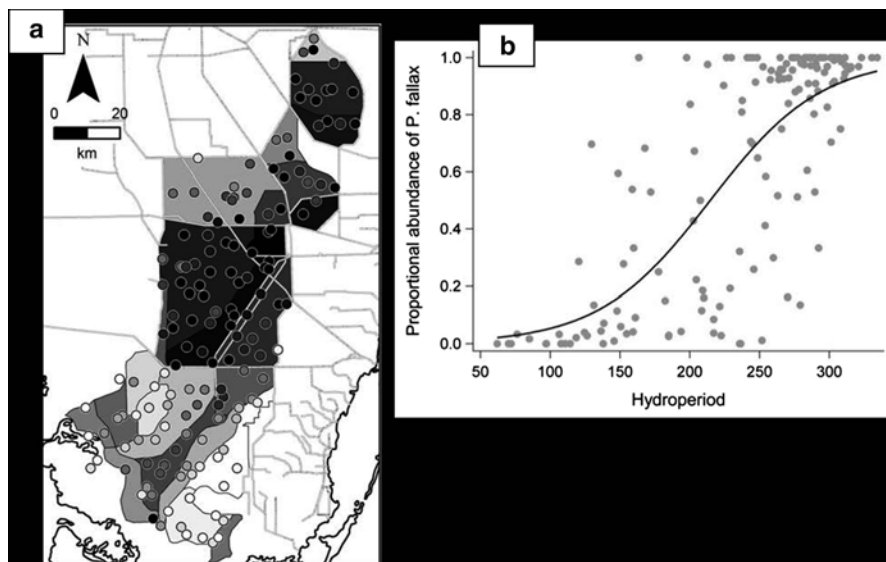 a
N
0 20
km
b
Proportional abundance of P. fallax
1.0
0.8
0.6
0.4
0.2
0.0
50 100 150 200 250 300
Hydroperiod